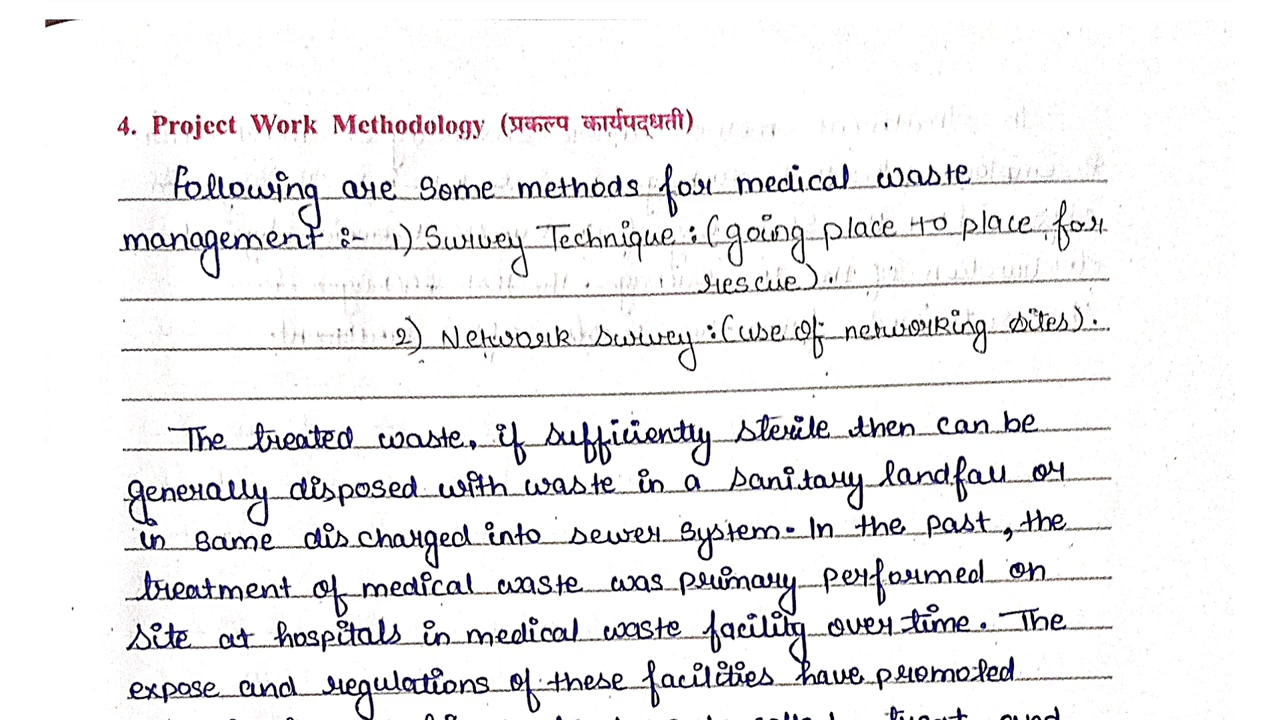 4. Project Work Methodology (प्रकल्प कार्यपद्धती)
Following are some methods for medical waste
management :- 1) Survey Technique : (going place to place for
rescue).
2) Network survey : (use of networking sites).
The treated waste, if sufficiently sterile then can be
generally disposed with waste in a sanitary landfall or
in same discharged into sewer system. In the past, the
treatment of medical waste was primary performed on
site at hospitals in medical waste facility over time. The
expose and regulations of these facilities have promoted